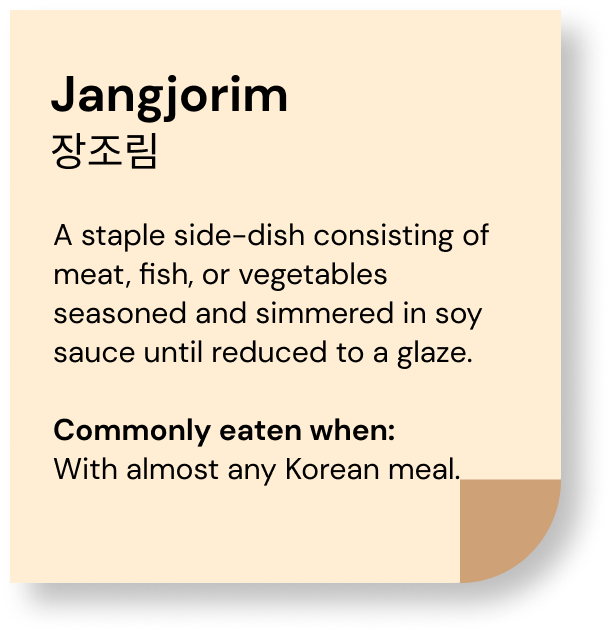 Jangjorim
장조림
A staple side-dish consisting of
meat, fish, or vegetables
seasoned and simmered in soy
sauce until reduced to a glaze.
Commonly eaten when:
With almost any Korean meal.